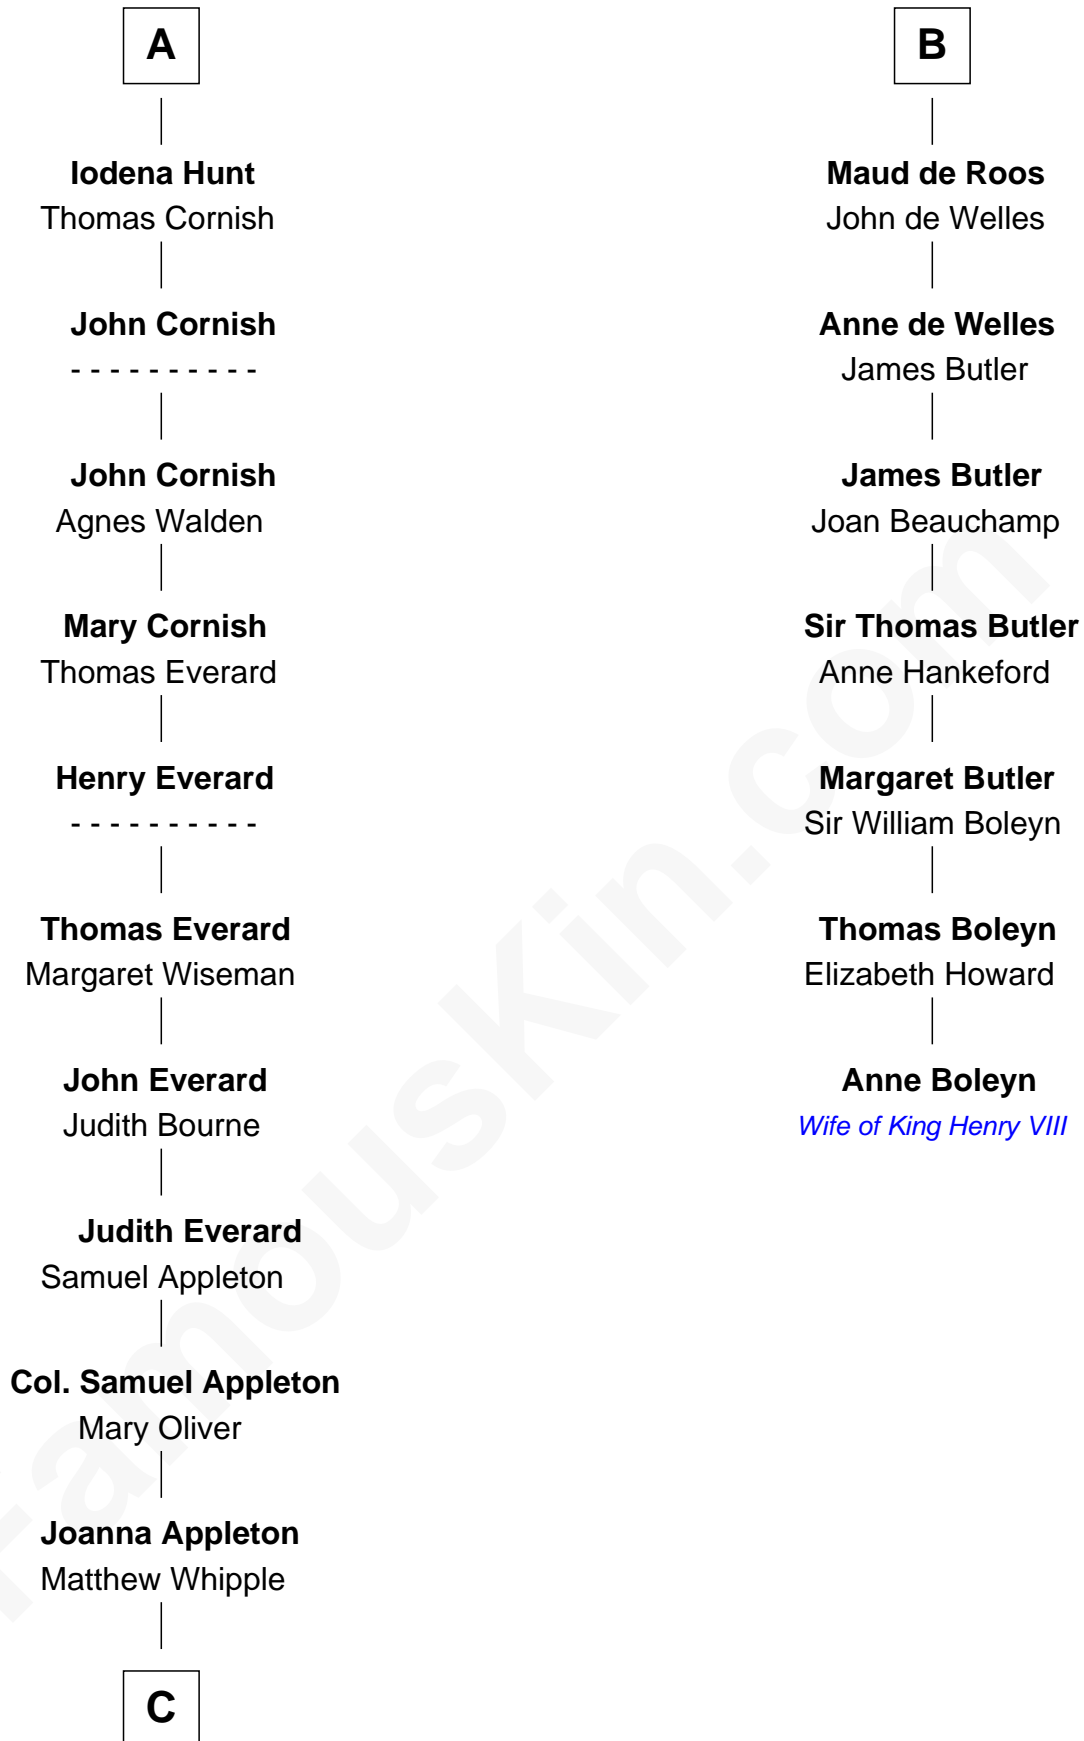 A
Iodena Hunt
Thomas Cornish
John Cornish
- - - - - - - - - -
John Cornish
Agnes Walden
Mary Cornish
Thomas Everard
Henry Everard
- - - - - - - - - -
Thomas Everard
Margaret Wiseman
John Everard
Judith Bourne
Judith Everard
Samuel Appleton
Col. Samuel Appleton
Mary Oliver
Joanna Appleton
Matthew Whipple
C
B
Maud de Roos
John de Welles
Anne de Welles
James Butler
James Butler
Joan Beauchamp
Sir Thomas Butler
Anne Hankeford
Margaret Butler
Sir William Boleyn
Thomas Boleyn
Elizabeth Howard
Anne Boleyn
Wife of King Henry VIII
FamousKin.com